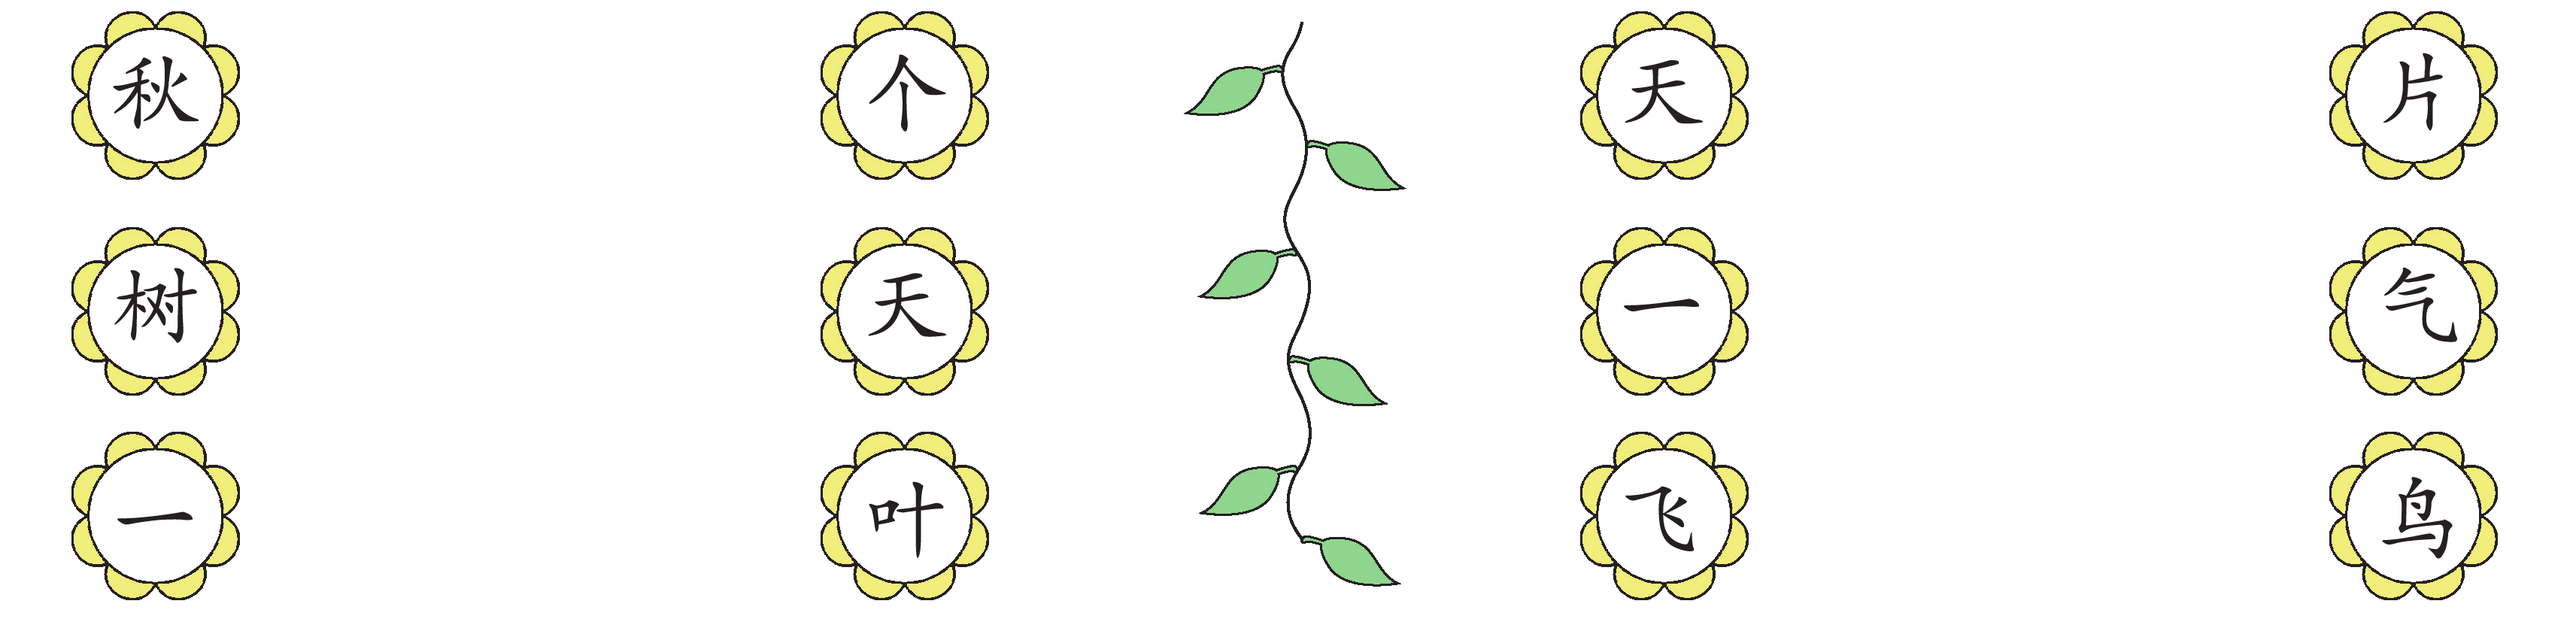 秋 个 天 片
树 天 一 气
一 叶 飞 鸟